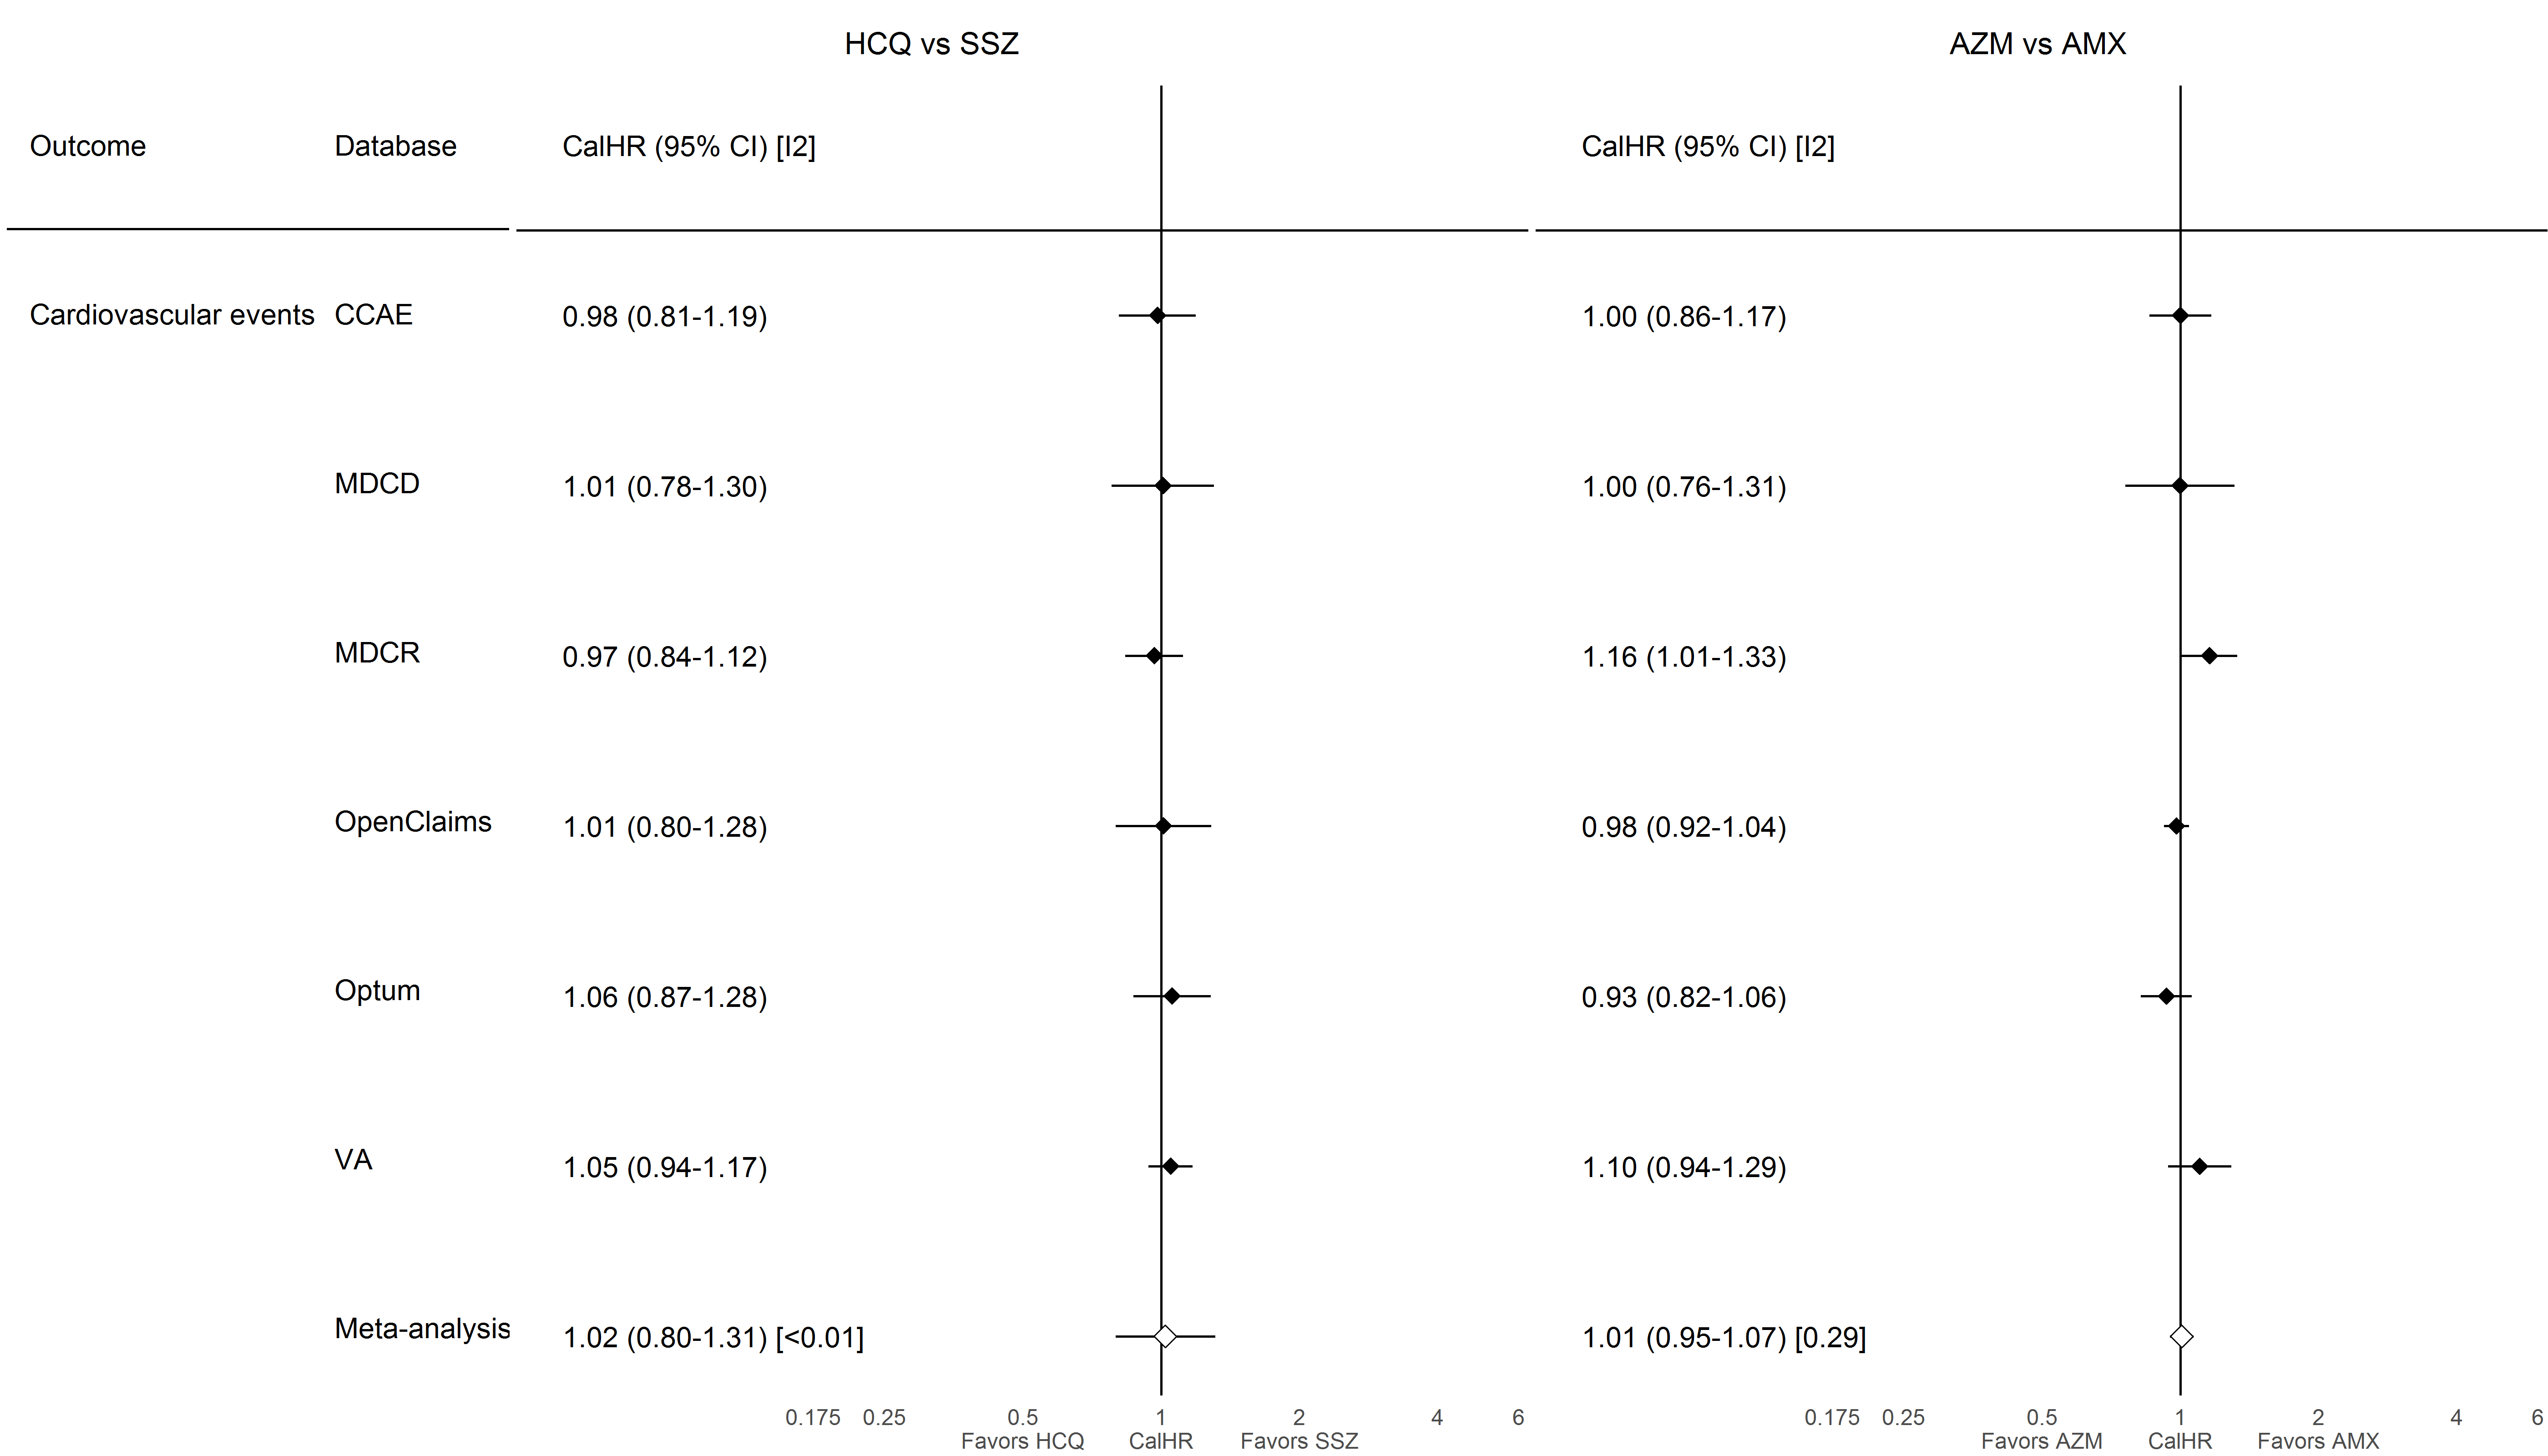 HCQ vs SSZ AZM vs AMX
Outcome Database CalHR (95% CI) [I2] CalHR (95% CI) [I2]
Cardiovascular events CCAE 0.98 (0.81-1.19) 1.00 (0.86-1.17)
MDCD 1.01 (0.78-1.30) 1.00 (0.76-1.31)
MDCR 0.97 (0.84-1.12) 1.16 (1.01-1.33)
OpenClaims 1.01 (0.80-1.28) 0.98 (0.92-1.04)
Optum 1.06 (0.87-1.28) 0.93 (0.82-1.06)
VA 1.05 (0.94-1.17) 1.10 (0.94-1.29)
Meta-analysis 1.02 (0.80-1.31) [<0.01] 1.01 (0.95-1.07) [0.29]
0.175 0.25 0.5 1 2 4 6 0.175 0.25 0.5 1 2 4 6
Favors HCQ CalHR Favors SSZ Favors AZM CalHR Favors AMX